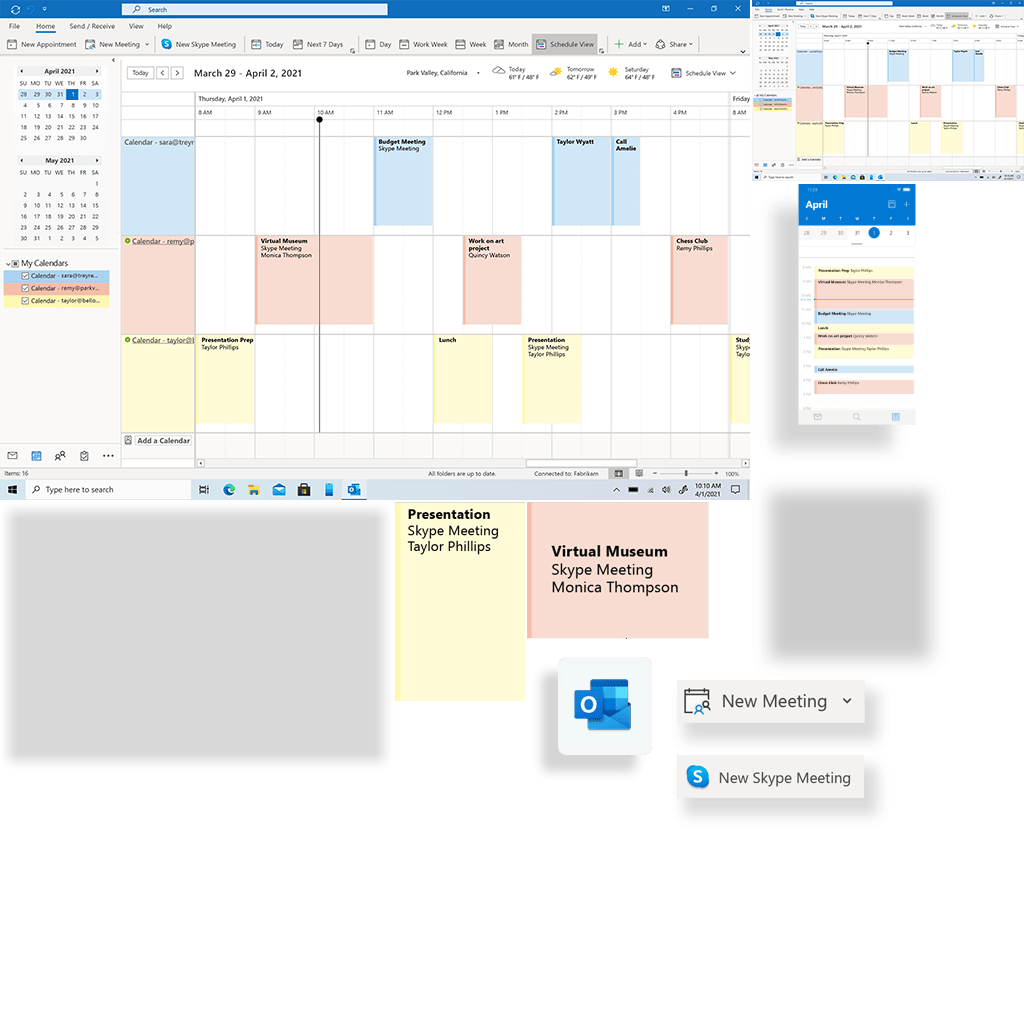 Search
File Home Send / Receive View Help
New Appointment New Meeting New Skype Meeting Today Next 7 Days Day Work Week Week Month Schedule View Add Share
April 2021
SU MO TU WE TH FR SA
28 29 30 31 1 2 3
4 5 6 7 8 9 10
11 12 13 14 15 16 17
18 19 20 21 22 23 24
25 26 27 28 29 30
May 2021
SU MO TU WE TH FR SA
1
2 3 4 5 6 7 8
9 10 11 12 13 14 15
16 17 18 19 20 21 22
23 24 25 26 27 28 29
30 31 1 2 3 4 5
My Calendars
Calendar - sara@treyra...
Calendar - remy@parkv...
Calendar - taylor@bello...
Today March 29 - April 2, 2021
Park Valley, California
Today
61° F / 48° F
Tomorrow
62° F / 49° F
Saturday
64° F / 48° F
Schedule View
Thursday, April 1, 2021 Friday
8 AM 9 AM 10 AM 11 AM 12 PM 1 PM 2 PM 3 PM 4 PM 8 AM
Calendar - sara@treyr
Budget Meeting
Skype Meeting
Taylor Wyatt
Call
Amelie
Calendar - remy@p
Virtual Museum
Skype Meeting
Monica Thompson
Work on art
project
Quincy Watson
Chess Club
Remy Phillips
Calendar - taylor@b
Presentation Prep
Taylor Phillips
Lunch
Presentation
Skype Meeting
Taylor Phillips
Study
Skype
Taylo
Add a Calendar
Items: 16
All folders are up to date. Connected to: Fabrikam 100%
Type here to search
10:10 AM
4/1/2021
March 29 - April 2, 2021
April
S M T W T F S
28 29 30 31 1 2 3
Presentation Prep Taylor Phillips
Virtual Museum Skype Meeting Monica Thompson
Budget Meeting Skype Meeting
Lunch
Work on art project Quincy Watson
Presentation Skype Meeting Taylor Phillips
Call Amelie
Chess Club Remy Phillips
Presentation
Skype Meeting
Taylor Phillips
Virtual Museum
Skype Meeting
Monica Thompson
O
New Meeting
S New Skype Meeting